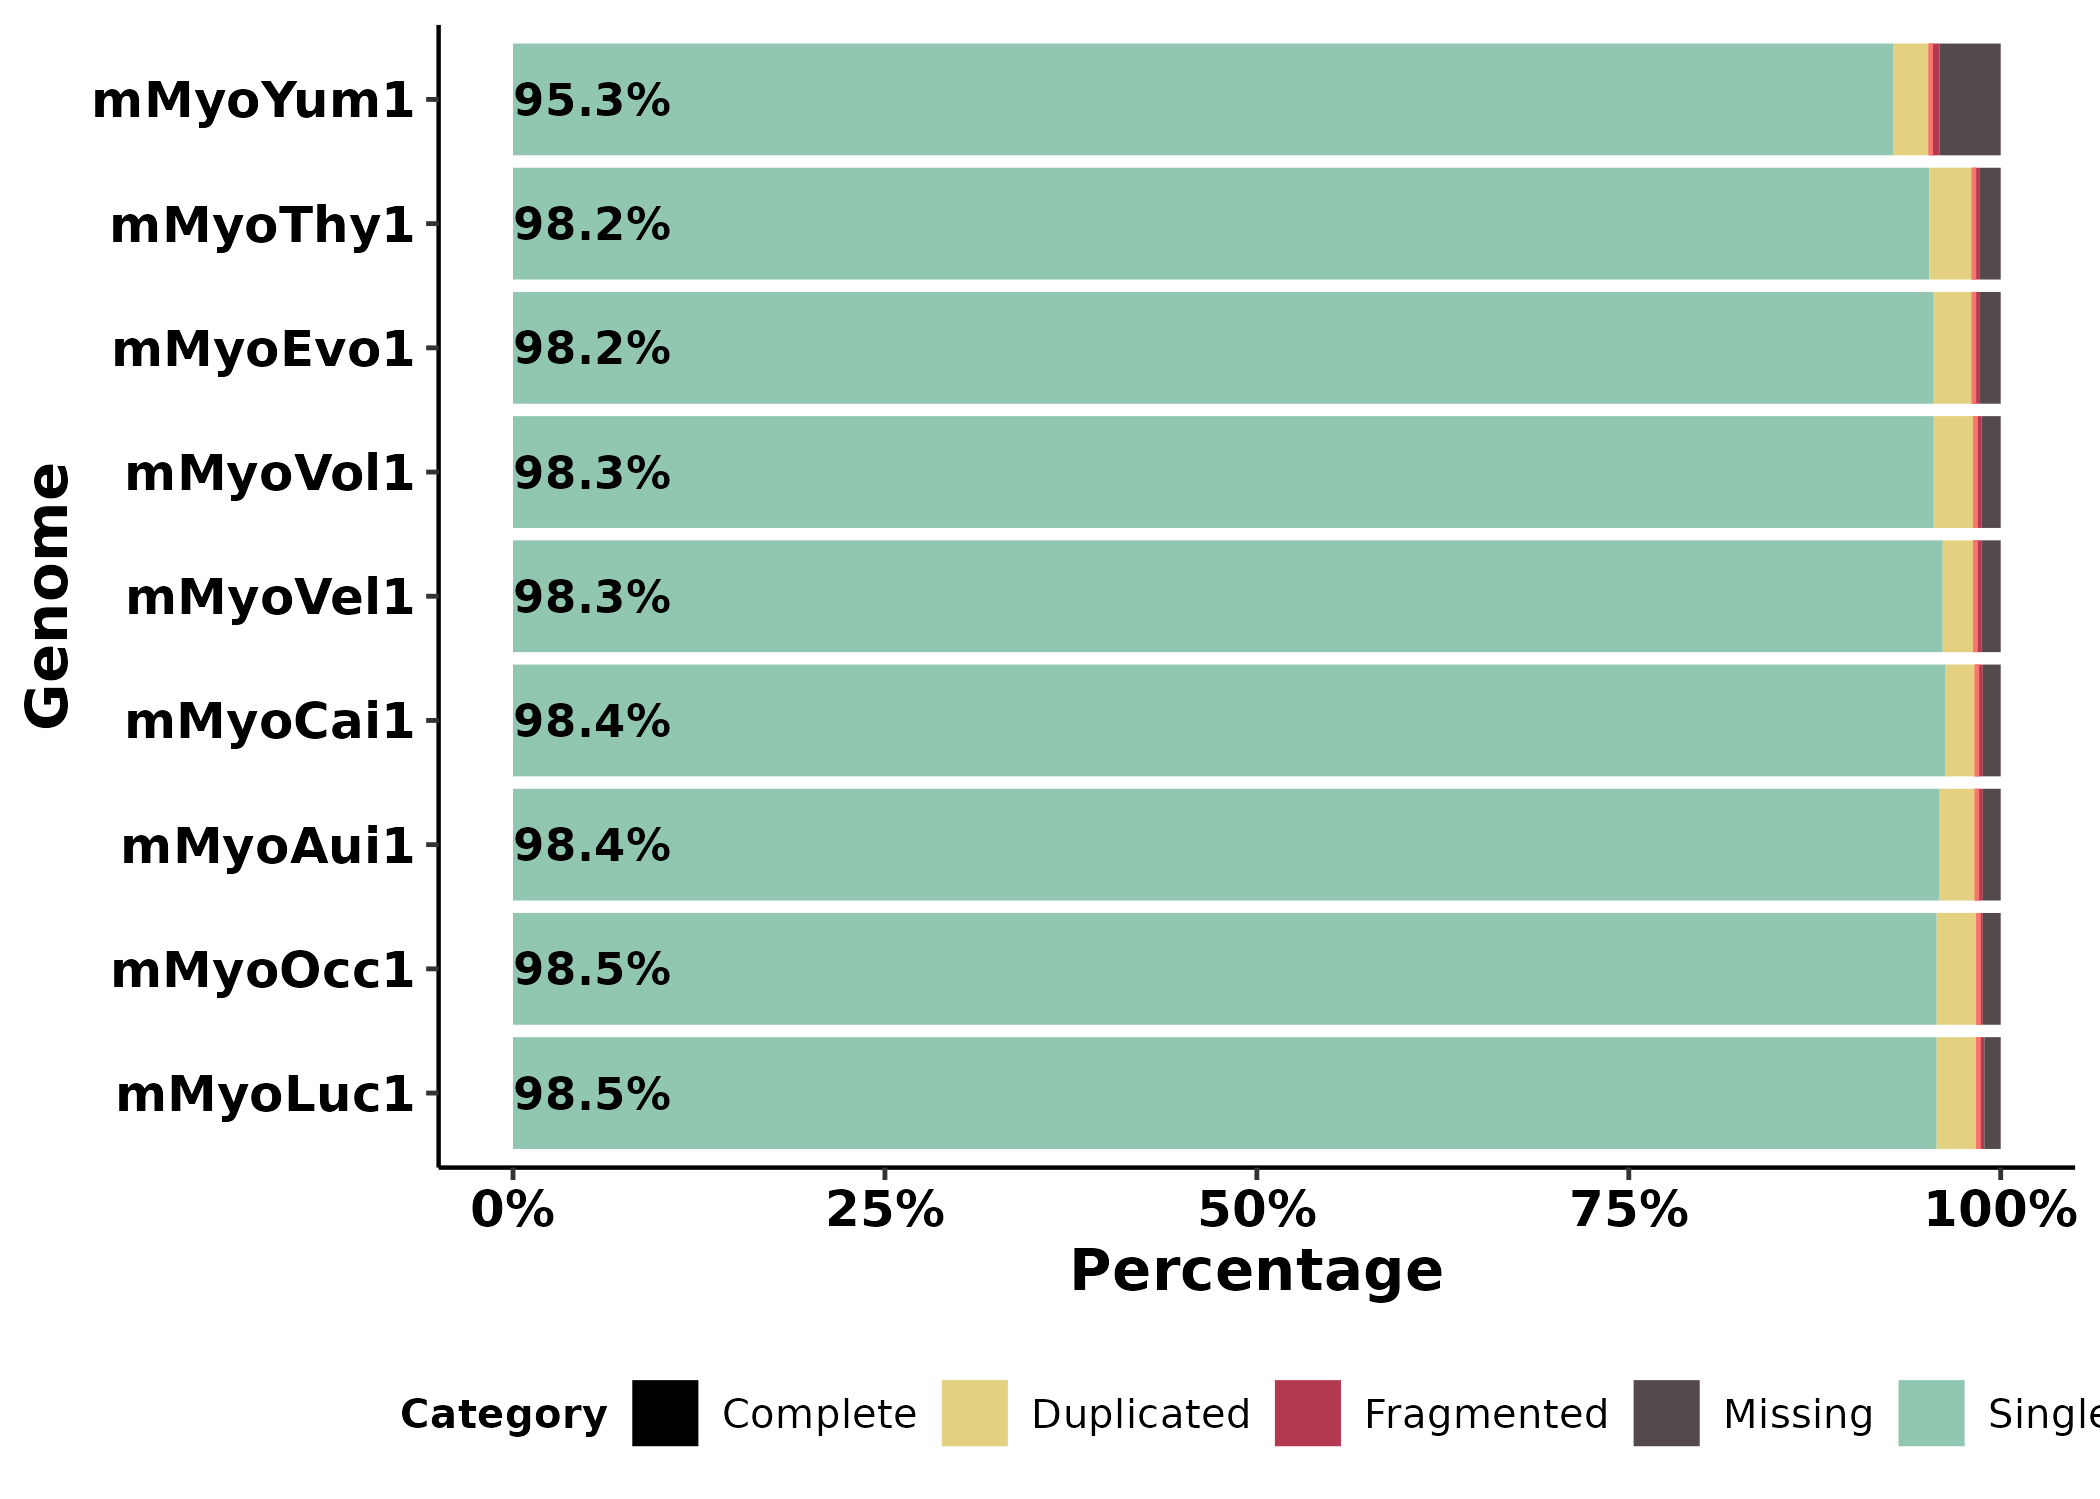 mMyoYum1 95.3%
mMyoThy1 98.2%
mMyoEvo1 98.2%
mMyoVol1 98.3%
mMyoVel1 98.3%
mMyoCai1 98.4%
mMyoAui1 98.4%
mMyoOcc1 98.5%
mMyoLuc1 98.5%
Genome
0% 25% 50% 75% 100%
Percentage
Category Complete Duplicated Fragmented Missing Single